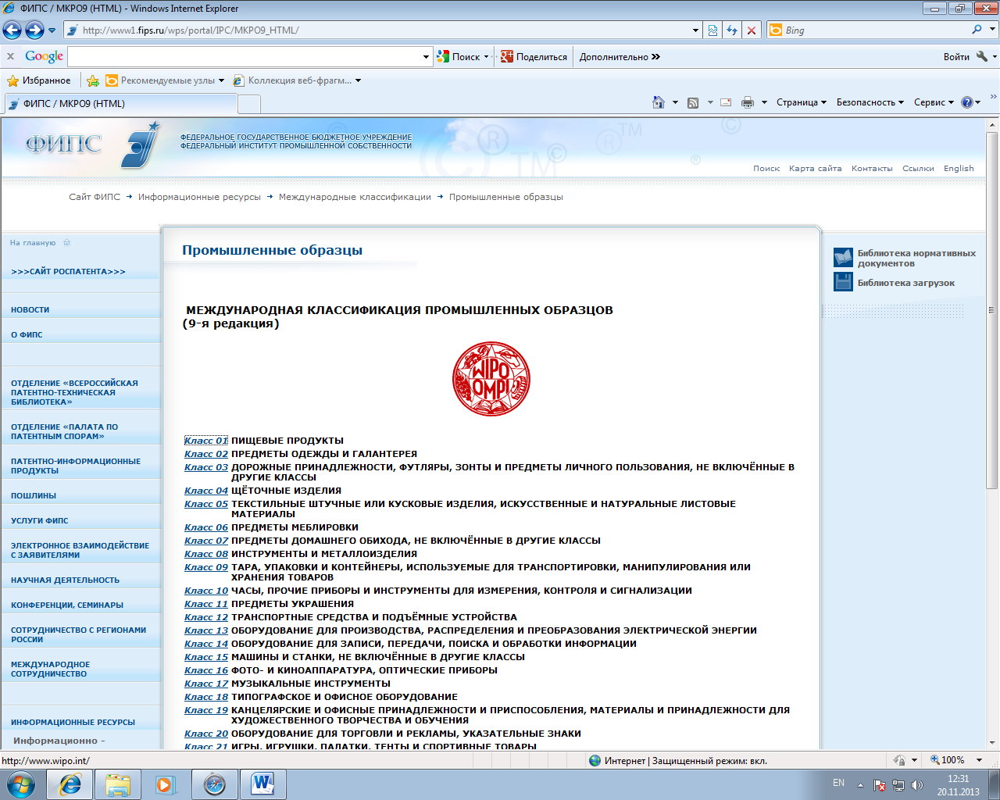 ФИПС / МКРО9 (HTML) - Windows Internet Explorer
http://www1.fips.ru/wps/portal/IPC/MKPO9_HTML/
Bing
x Google Поиск Поделиться Дополнительно Войти
Избранное Рекомендуемые узлы Коллекция веб-фрагм...
ФИПС / МКРО9 (HTML) Страница Безопасность Сервис
ФИПС
ФЕДЕРАЛЬНОЕ ГОСУДАРСТВЕННОЕ БЮДЖЕТНОЕ УЧРЕЖДЕНИЕ
ФЕДЕРАЛЬНЫЙ ИНСТИТУТ ПРОМЫШЛЕННОЙ СОБСТВЕННОСТИ
© ® © TM © ® TM © ®
Поиск Карта сайта Контакты Ссылки English
Сайт ФИПС → Информационные ресурсы → Международные классификации → Промышленные образцы
На главную
>>>САЙТ РОСПАТЕНТА>>>
НОВОСТИ
О ФИПС
ОТДЕЛЕНИЕ «ВСЕРОССИЙСКАЯ
ПАТЕНТНО-ТЕХНИЧЕСКАЯ
БИБЛИОТЕКА»
ОТДЕЛЕНИЕ «ПАЛАТА ПО
ПАТЕНТНЫМ СПОРАМ»
ПАТЕНТНО-ИНФОРМАЦИОННЫЕ
ПРОДУКТЫ
ПОШЛИНЫ
УСЛУГИ ФИПС
ЭЛЕКТРОННОЕ ВЗАИМОДЕЙСТВИЕ
С ЗАЯВИТЕЛЯМИ
НАУЧНАЯ ДЕЯТЕЛЬНОСТЬ
КОНФЕРЕНЦИИ, СЕМИНАРЫ
СОТРУДНИЧЕСТВО С РЕГИОНАМИ
РОССИИ
МЕЖДУНАРОДНОЕ
СОТРУДНИЧЕСТВО
ИНФОРМАЦИОННЫЕ РЕСУРСЫ
Информационно -
Промышленные образцы
МЕЖДУНАРОДНАЯ КЛАССИФИКАЦИЯ ПРОМЫШЛЕННЫХ ОБРАЗЦОВ
(9-я редакция)
WIPO
OMPI
Класс 01 ПИЩЕВЫЕ ПРОДУКТЫ
Класс 02 ПРЕДМЕТЫ ОДЕЖДЫ И ГАЛАНТЕРЕЯ
Класс 03 ДОРОЖНЫЕ ПРИНАДЛЕЖНОСТИ, ФУТЛЯРЫ, ЗОНТЫ И ПРЕДМЕТЫ ЛИЧНОГО ПОЛЬЗОВАНИЯ, НЕ ВКЛЮЧЁННЫЕ В
ДРУГИЕ КЛАССЫ
Класс 04 ЩЁТОЧНЫЕ ИЗДЕЛИЯ
Класс 05 ТЕКСТИЛЬНЫЕ ШТУЧНЫЕ ИЛИ КУСКОВЫЕ ИЗДЕЛИЯ, ИСКУССТВЕННЫЕ И НАТУРАЛЬНЫЕ ЛИСТОВЫЕ
МАТЕРИАЛЫ
Класс 06 ПРЕДМЕТЫ МЕБЛИРОВКИ
Класс 07 ПРЕДМЕТЫ ДОМАШНЕГО ОБИХОДА, НЕ ВКЛЮЧЁННЫЕ В ДРУГИЕ КЛАССЫ
Класс 08 ИНСТРУМЕНТЫ И МЕТАЛЛОИЗДЕЛИЯ
Класс 09 ТАРА, УПАКОВКИ И КОНТЕЙНЕРЫ, ИСПОЛЬЗУЕМЫЕ ДЛЯ ТРАНСПОРТИРОВКИ, МАНИПУЛИРОВАНИЯ ИЛИ
ХРАНЕНИЯ ТОВАРОВ
Класс 10 ЧАСЫ, ПРОЧИЕ ПРИБОРЫ И ИНСТРУМЕНТЫ ДЛЯ ИЗМЕРЕНИЯ, КОНТРОЛЯ И СИГНАЛИЗАЦИИ
Класс 11 ПРЕДМЕТЫ УКРАШЕНИЯ
Класс 12 ТРАНСПОРТНЫЕ СРЕДСТВА И ПОДЪЁМНЫЕ УСТРОЙСТВА
Класс 13 ОБОРУДОВАНИЕ ДЛЯ ПРОИЗВОДСТВА, РАСПРЕДЕЛЕНИЯ И ПРЕОБРАЗОВАНИЯ ЭЛЕКТРИЧЕСКОЙ ЭНЕРГИИ
Класс 14 ОБОРУДОВАНИЕ ДЛЯ ЗАПИСИ, ПЕРЕДАЧИ, ПОИСКА И ОБРАБОТКИ ИНФОРМАЦИИ
Класс 15 МАШИНЫ И СТАНКИ, НЕ ВКЛЮЧЁННЫЕ В ДРУГИЕ КЛАССЫ
Класс 16 ФОТО- И КИНОАППАРАТУРА, ОПТИЧЕСКИЕ ПРИБОРЫ
Класс 17 МУЗЫКАЛЬНЫЕ ИНСТРУМЕНТЫ
Класс 18 ТИПОГРАФСКОЕ И ОФИСНОЕ ОБОРУДОВАНИЕ
Класс 19 КАНЦЕЛЯРСКИЕ И ОФИСНЫЕ ПРИНАДЛЕЖНОСТИ И ПРИСПОСОБЛЕНИЯ, МАТЕРИАЛЫ И ПРИНАДЛЕЖНОСТИ ДЛЯ
ХУДОЖЕСТВЕННОГО ТВОРЧЕСТВА И ОБУЧЕНИЯ
Класс 20 ОБОРУДОВАНИЕ ДЛЯ ТОРГОВЛИ И РЕКЛАМЫ, УКАЗАТЕЛЬНЫЕ ЗНАКИ
Класс 21 ИГРЫ, ИГРУШКИ, ПАЛАТКИ, ТЕНТЫ И СПОРТИВНЫЕ ТОВАРЫ
Библиотека нормативных
документов
Библиотека загрузок
http://www.wipo.int/ Интернет | Защищенный режим: вкл. 100%
EN 12:31
20.11.2013